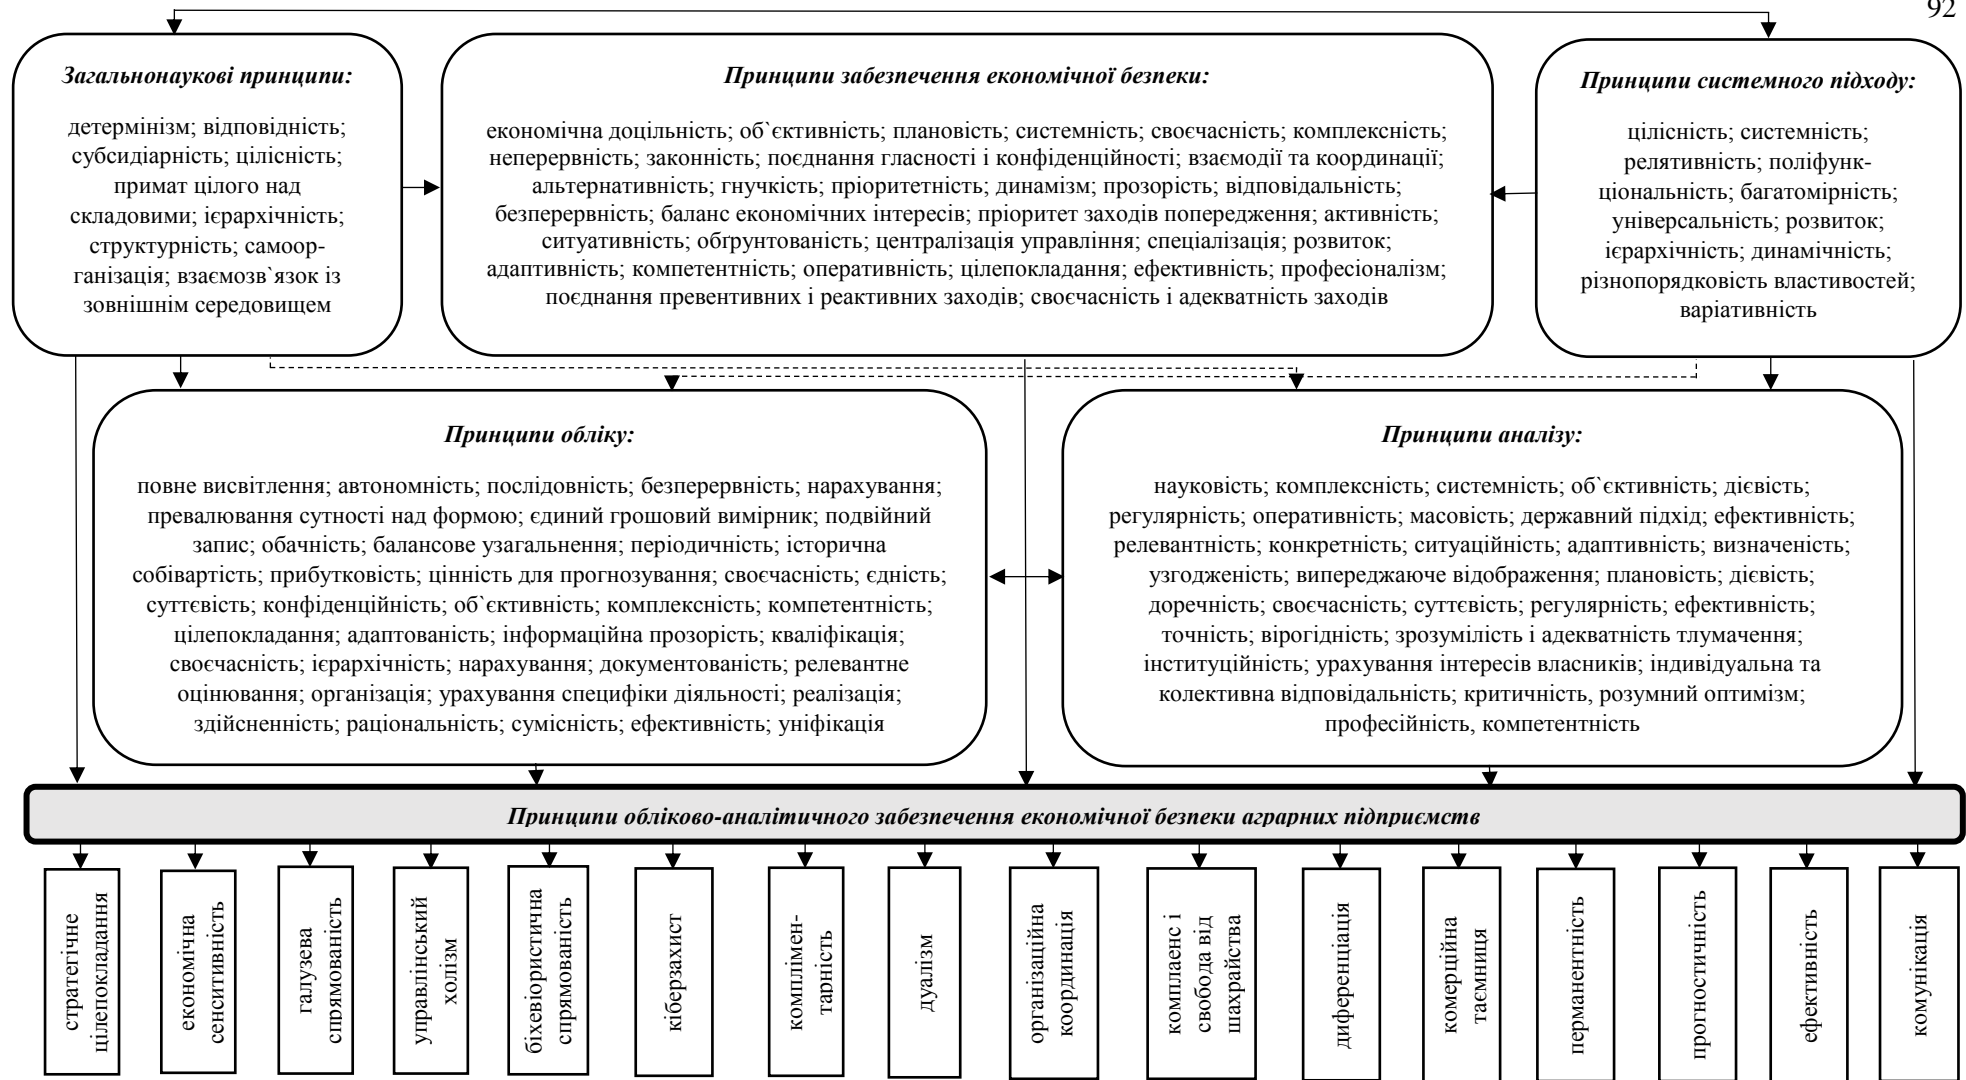 92
Загальнонаукові принципи:
детермінізм; відповідність;
субсидіарність; цілісність;
примат цілого над
складовими; ієрархічність;
структурність; самоор-
ганізація; взаємозв`язок із
зовнішнім середовищем
Принципи забезпечення економічної безпеки:
економічна доцільність; об`єктивність; плановість; системність; своєчасність; комплексність;
неперервність; законність; поєднання гласності і конфіденційності; взаємодії та координації;
альтернативність; гнучкість; пріоритетність; динамізм; прозорість; відповідальність;
безперервність; баланс економічних інтересів; пріоритет заходів попередження; активність;
ситуативність; обґрунтованість; централізація управління; спеціалізація; розвиток;
адаптивність; компетентність; оперативність; цілепокладання; ефективність; професіоналізм;
поєднання превентивних і реактивних заходів; своєчасність і адекватність заходів
Принципи системного підходу:
цілісність; системність;
релятивність; поліфунк-
ціональність; багатомірність;
універсальність; розвиток;
ієрархічність; динамічність;
різнопорядковість властивостей;
варіативність
Принципи обліку:
повне висвітлення; автономність; послідовність; безперервність; нарахування;
превалювання сутності над формою; єдиний грошовий вимірник; подвійний
запис; обачність; балансове узагальнення; періодичність; історична
собівартість; прибутковість; цінність для прогнозування; своєчасність; єдність;
суттєвість; конфіденційність; об`єктивність; комплексність; компетентність;
цілепокладання; адаптованість; інформаційна прозорість; кваліфікація;
своєчасність; ієрархічність; нарахування; документованість; релевантне
оцінювання; організація; урахування специфіки діяльності; реалізація;
здійсненність; раціональність; сумісність; ефективність; уніфікація
Принципи аналізу:
науковість; комплексність; системність; об`єктивність; дієвість;
регулярність; оперативність; масовість; державний підхід; ефективність;
релевантність; конкретність; ситуаційність; адаптивність; визначеність;
узгодженість; випереджаюче відображення; плановість; дієвість;
доречність; своєчасність; суттєвість; регулярність; ефективність;
точність; вірогідність; зрозумілість і адекватність тлумачення;
інституційність; урахування інтересів власників; індивідуальна та
колективна відповідальність; критичність, розумний оптимізм;
професійність, компетентність
Принципи обліково-аналітичного забезпечення економічної безпеки аграрних підприємств
стратегічне
цілепокладання
економічна
сенситивність
галузева
спрямованість
управлінський
холізм
біхевіористична
спрямованість
кіберзахист
комплімен-
тарність
дуалізм
організаційна
координація
комплаенс і
свобода від
шахрайства
диференціація
комерційна
таємниця
перманентність
прогностичність
ефективність
комунікація